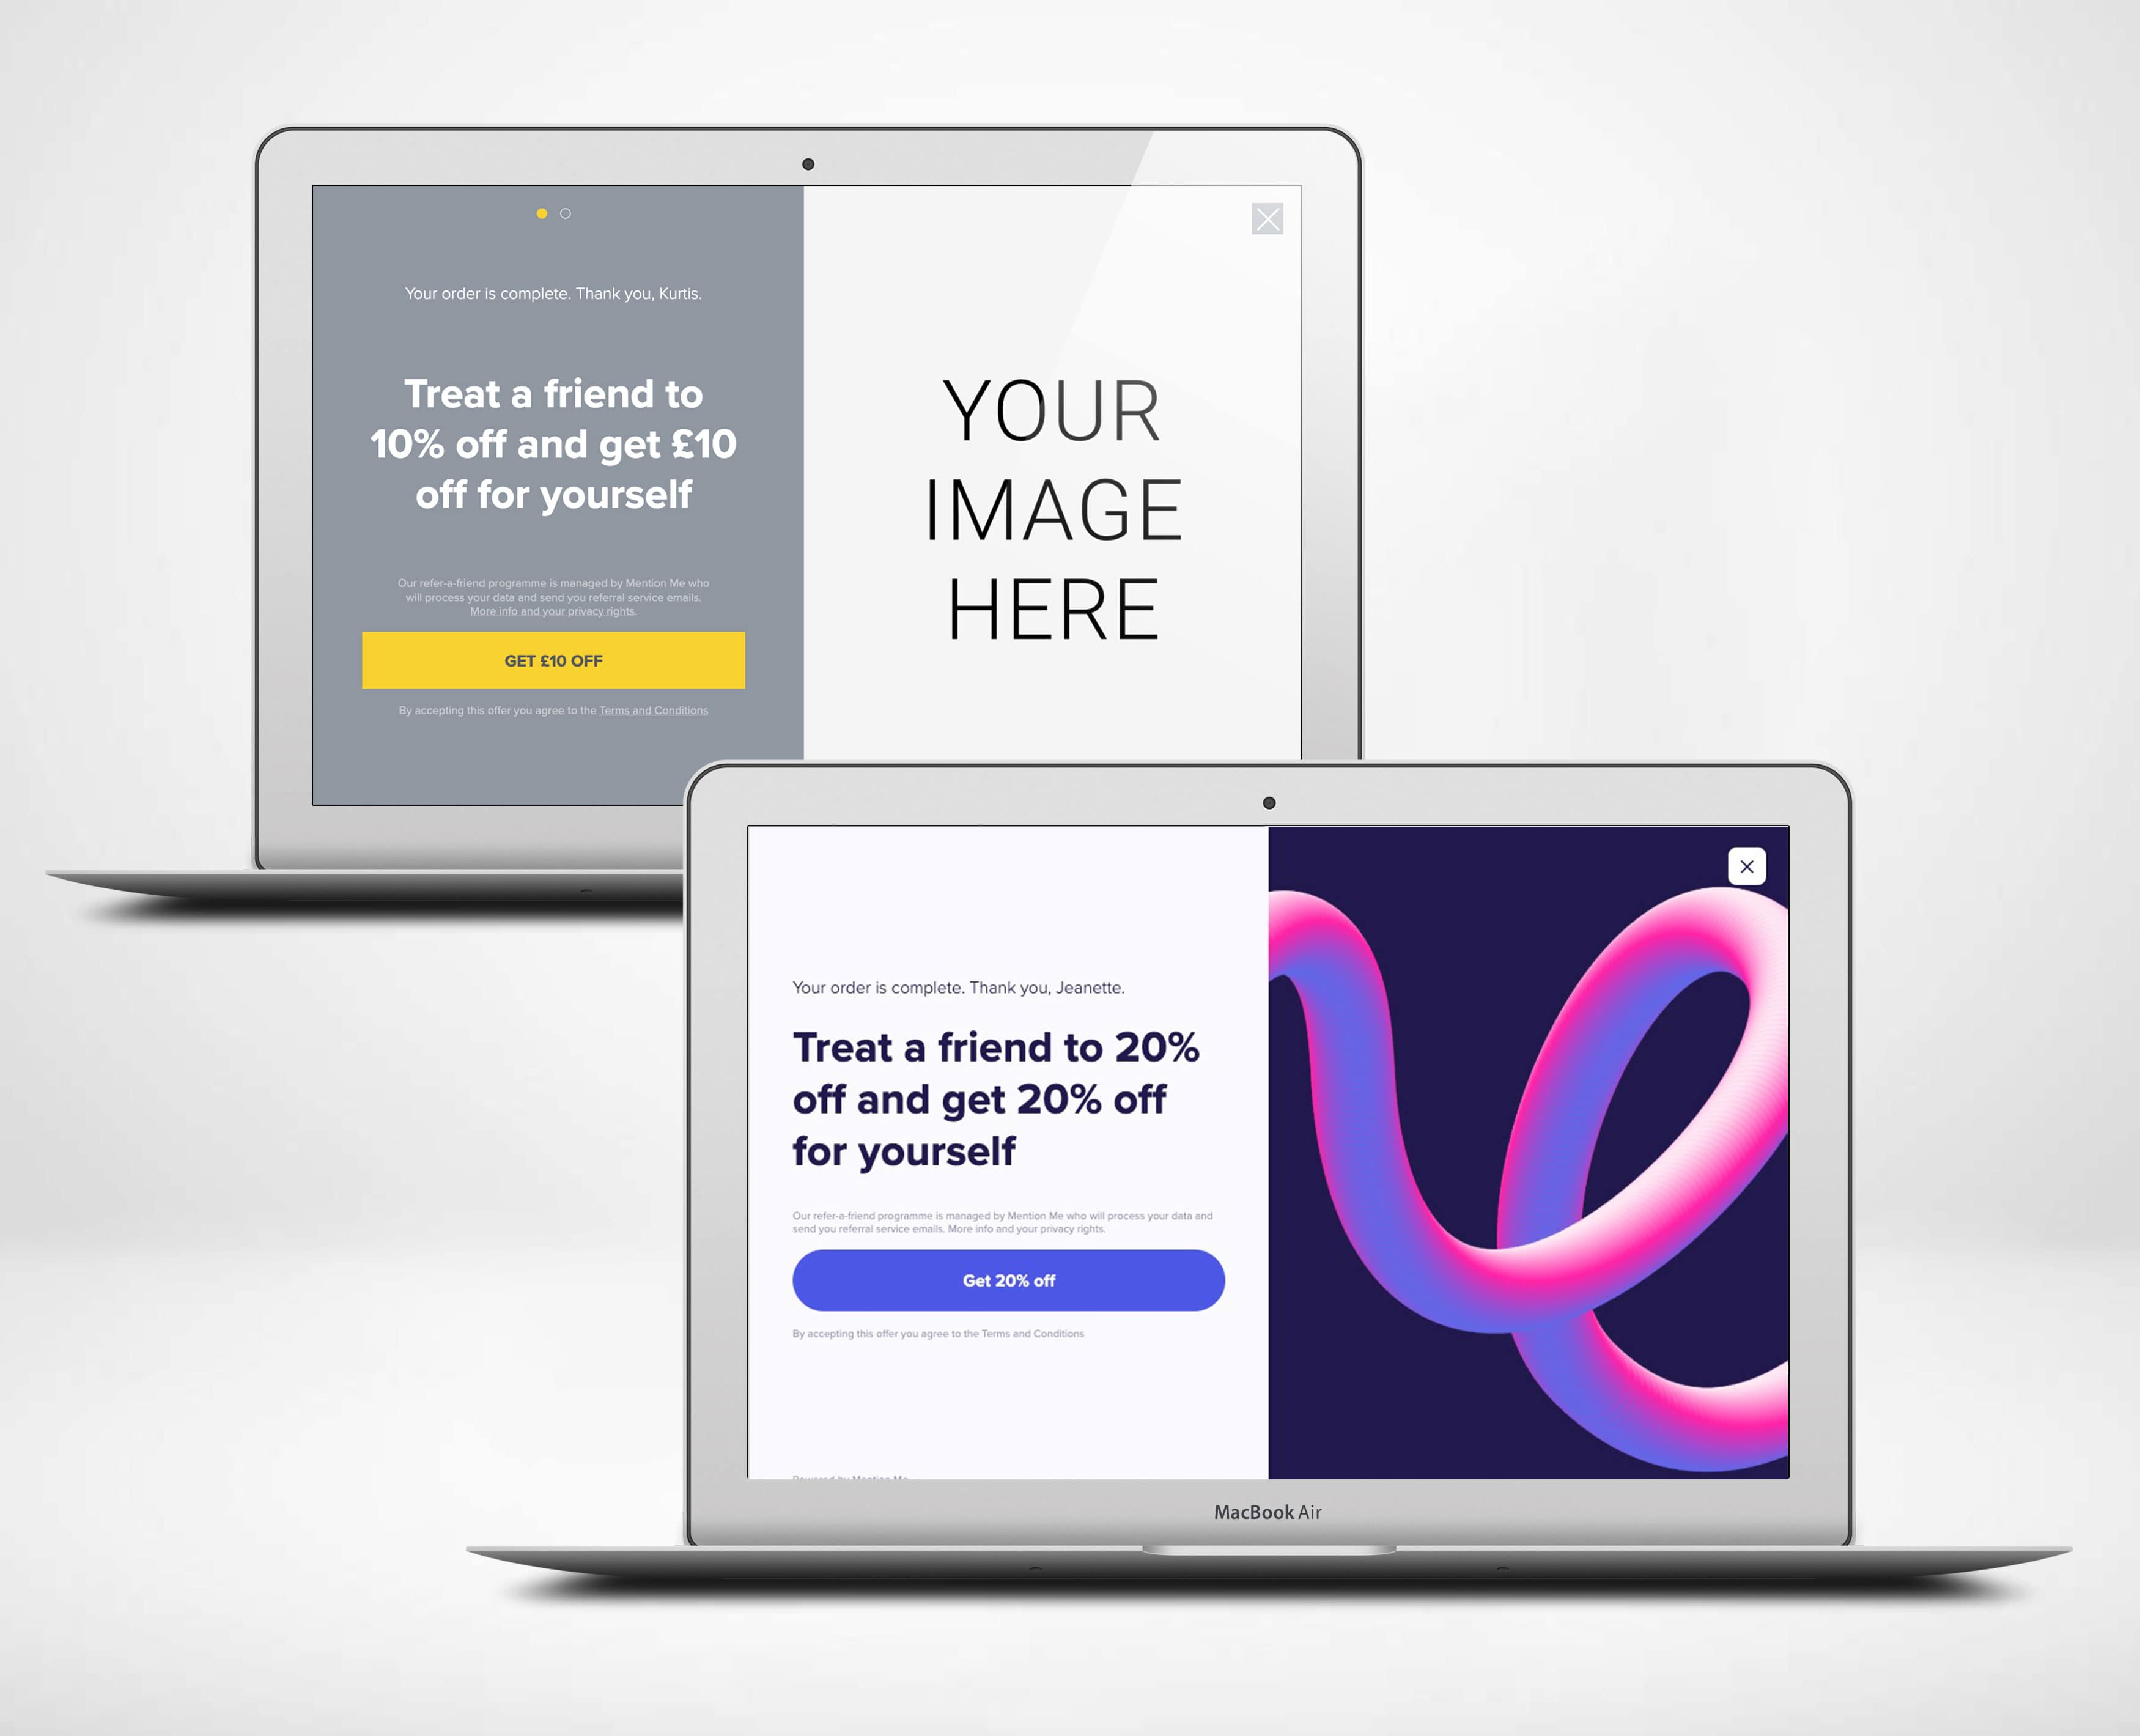 Your order is complete. Thank you, Kurtis.
Treat a friend to
10% off and get £10
off for yourself
Our refer-a-friend programme is managed by Mention Me who
will process your data and send you referral service emails.
More info and your privacy rights.
GET £10 OFF
By accepting this offer you agree to the Terms and Conditions
YOUR
IMAGE
HERE
Your order is complete. Thank you, Jeanette.
Treat a friend to 20%
off and get 20% off
for yourself
Our refer-a-friend programme is managed by Mention Me who will process your data and
send you referral service emails. More info and your privacy rights.
Get 20% off
By accepting this offer you agree to the Terms and Conditions
Powered by Mention Me
MacBook Air